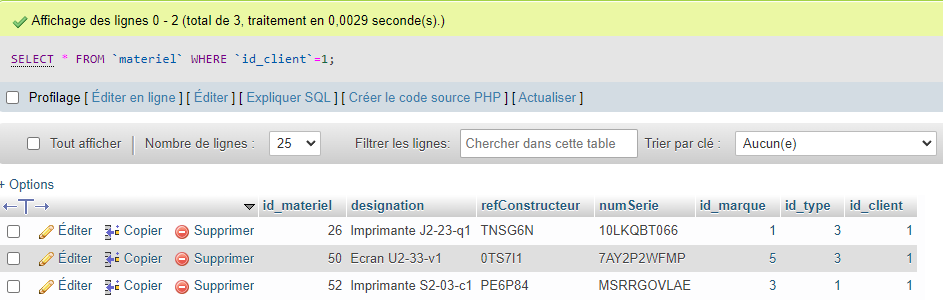 Affichage des lignes 0 - 2 (total de 3, traitement en 0,0029 seconde(s).)
SELECT * FROM `materiel` WHERE `id_client`=1;
Profilage [ Éditer en ligne ] [ Éditer ] [ Expliquer SQL ] [ Créer le code source PHP ] [ Actualiser ]
Tout afficher Nombre de lignes : 25 Filtrer les lignes: Chercher dans cette table Trier par clé : Aucun(e)
+ Options
←T→ id_materiel designation refConstructeur numSerie id_marque id_type id_client
Éditer Copier Supprimer 26 Imprimante J2-23-q1 TNSG6N 10LKQBT066 1 3 1
Éditer Copier Supprimer 50 Ecran U2-33-v1 0TS7I1 7AY2P2WFMP 5 3 1
Éditer Copier Supprimer 52 Imprimante S2-03-c1 PE6P84 MSRRGOVLAE 3 1 1